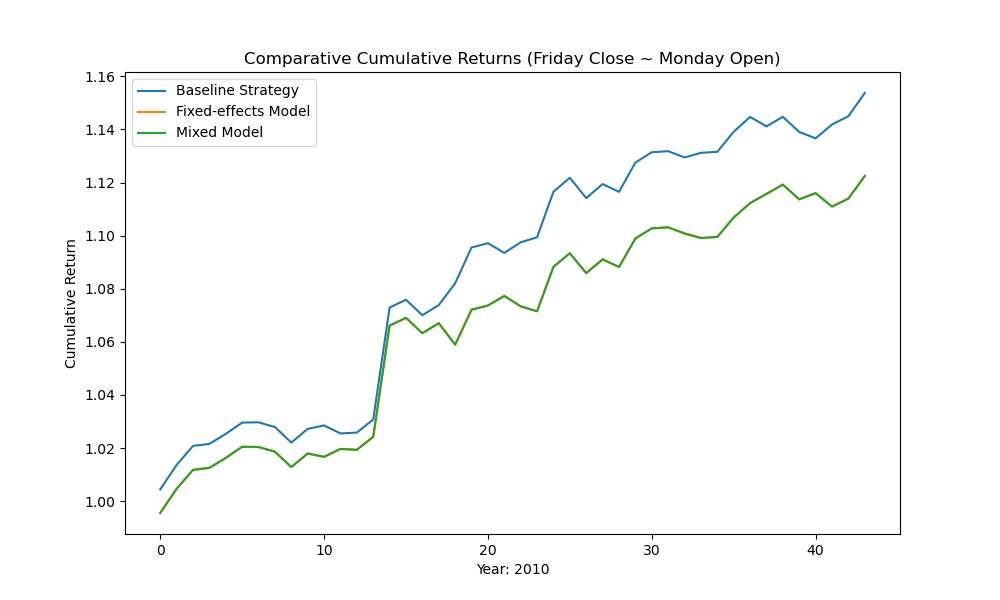 Comparative Cumulative Returns (Friday Close ~ Monday Open)
Baseline Strategy
Fixed-effects Model
Mixed Model
1.16
1.14
1.12
1.10
1.08
1.06
1.04
1.02
1.00
Cumulative Return
0 10 20 30 40
Year: 2010